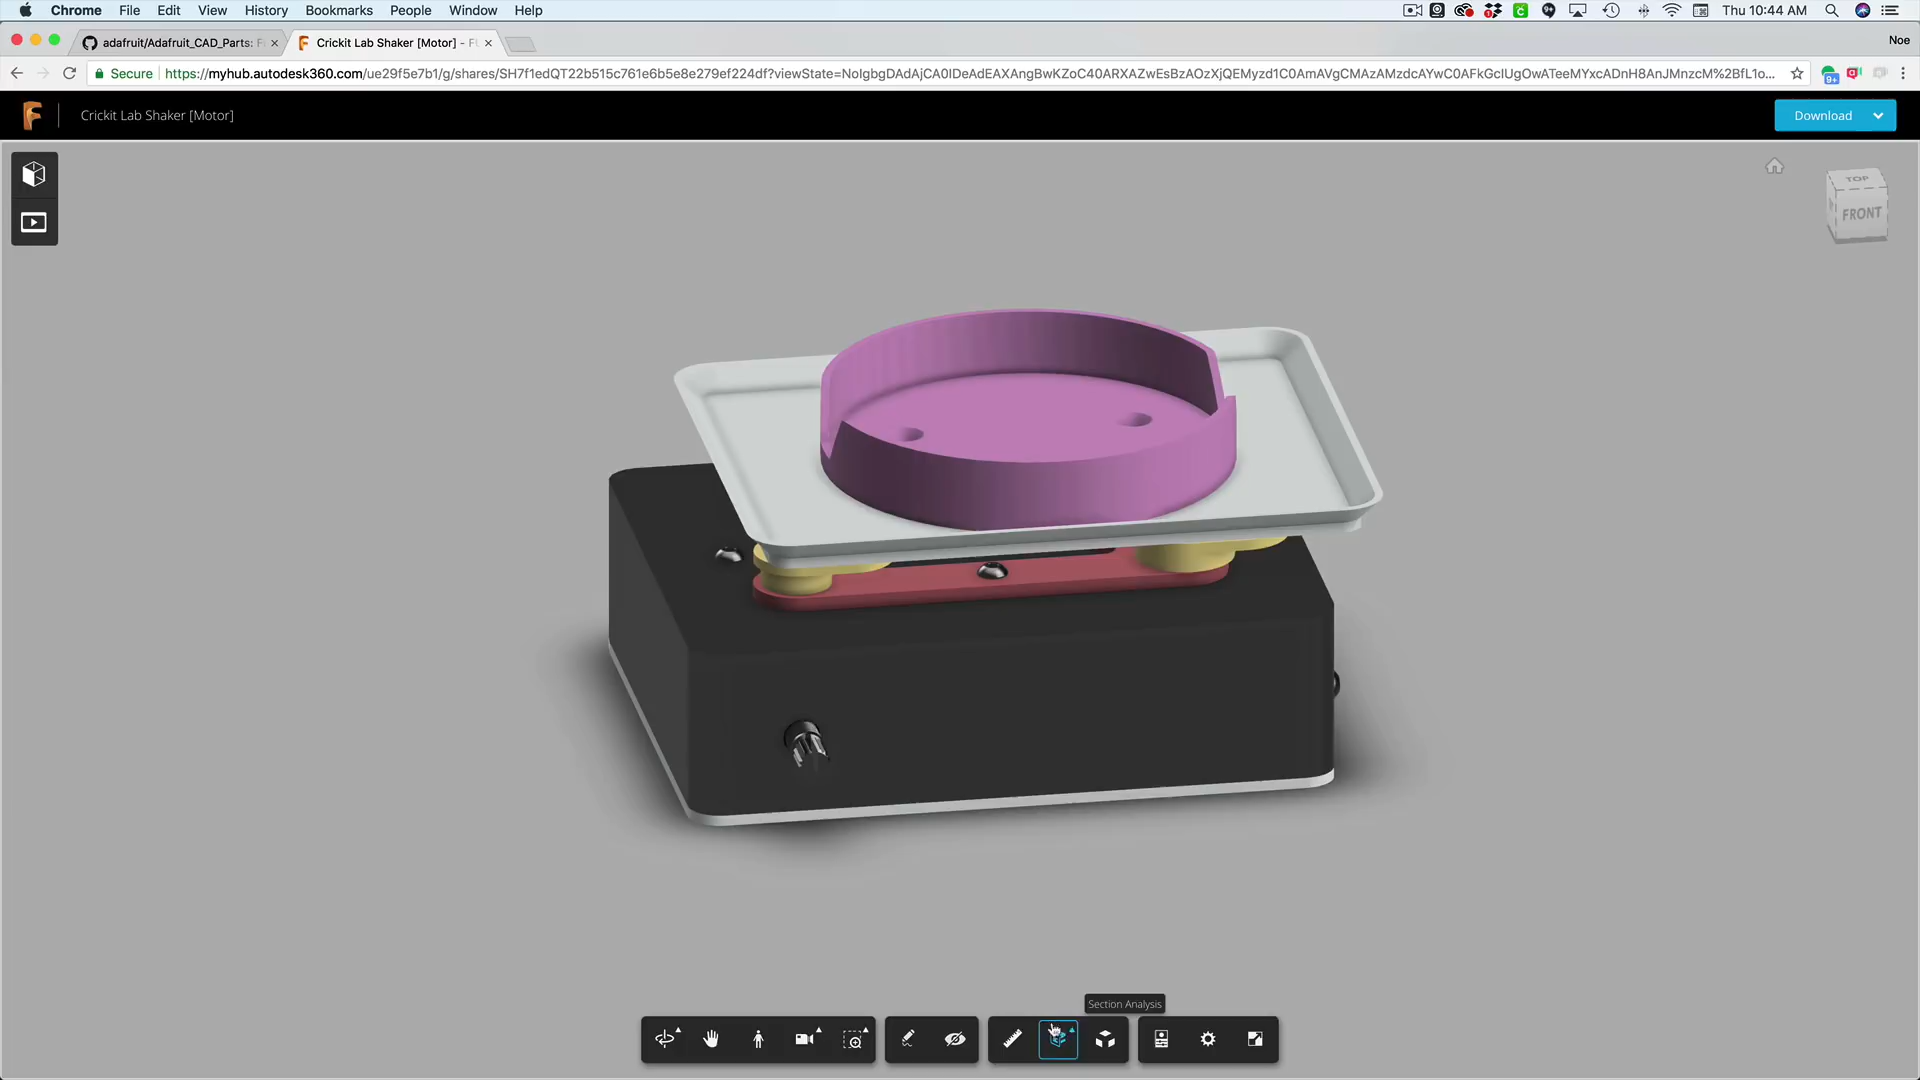 Chrome File Edit View History Bookmarks People Window Help Thu 10:44 AM
adafruit/Adafruit_CAD_Parts: F
Crickit Lab Shaker [Motor] - F
Noe
Secure https://myhub.autodesk360.com/ue29f5e7b1/g/shares/SH7f1edQT22b515c761e6b5e8e279ef224df?viewState=
Crickit Lab Shaker [Motor]
Download
TOP
FRONT
Section Analysis